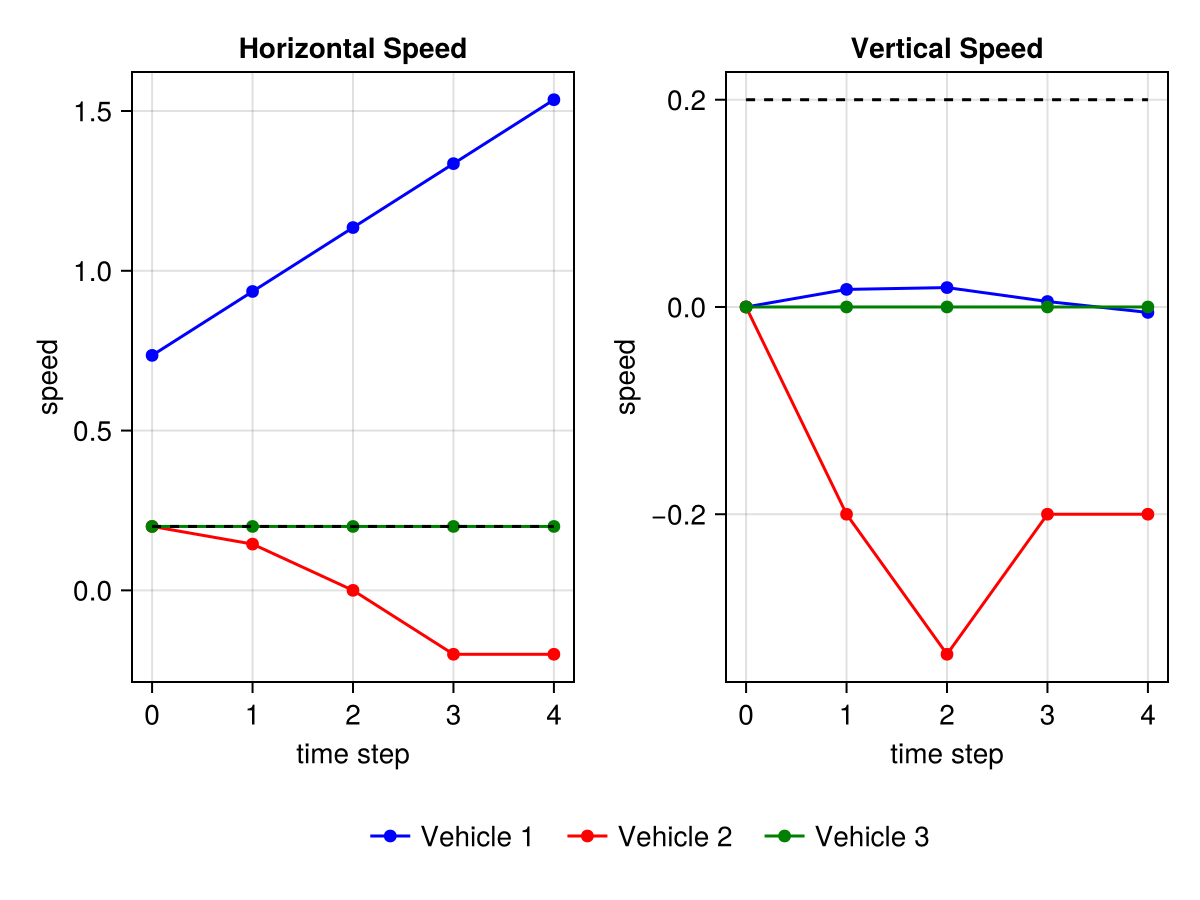 Horizontal Speed
1.5
1.0
0.5
0.0
speed
0
1
2
3
4
time step
Vertical Speed
0.2
0.0
−0.2
speed
0
1
2
3
4
time step
Vehicle 1
Vehicle 2
Vehicle 3